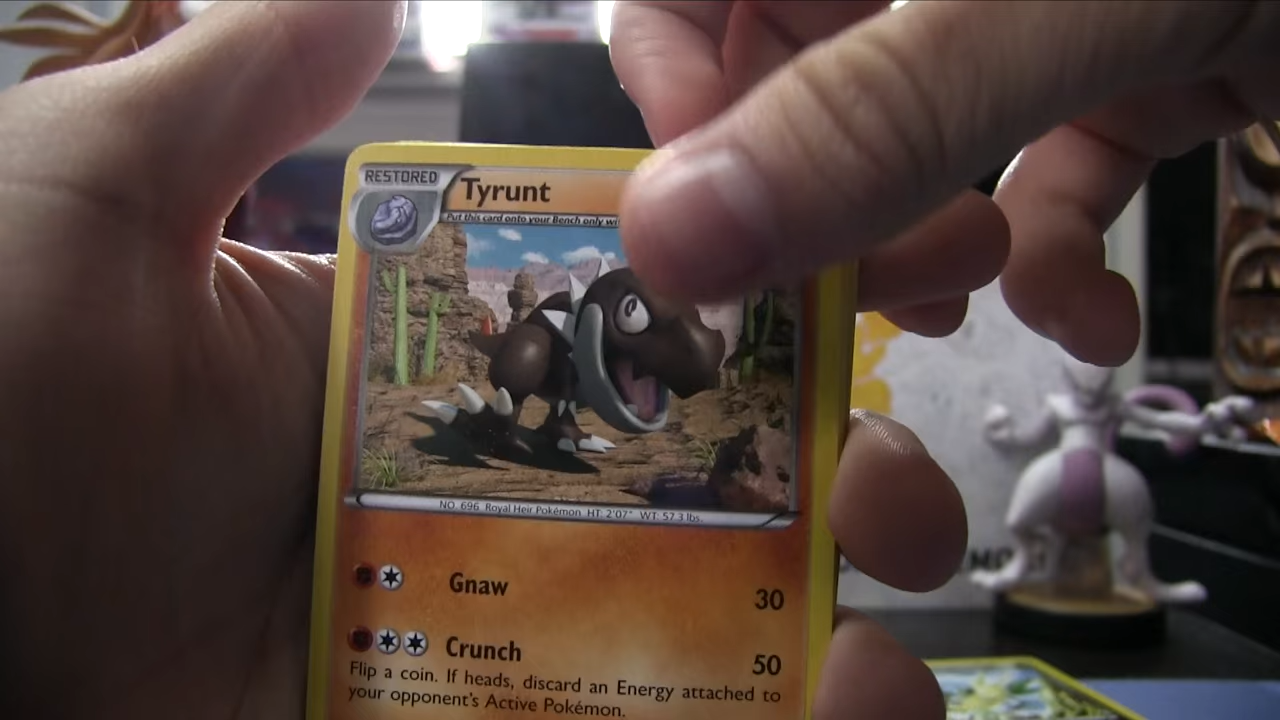 RESTORED
Tyrunt
Put this card onto your Bench only
NO. 696 Royal Heir Pokémon HT: 2'07" WT: 57.3 lbs.
Gnaw 30
Crunch 50
Flip a coin. If heads, discard an Energy attached to
your opponent's Active Pokémon.